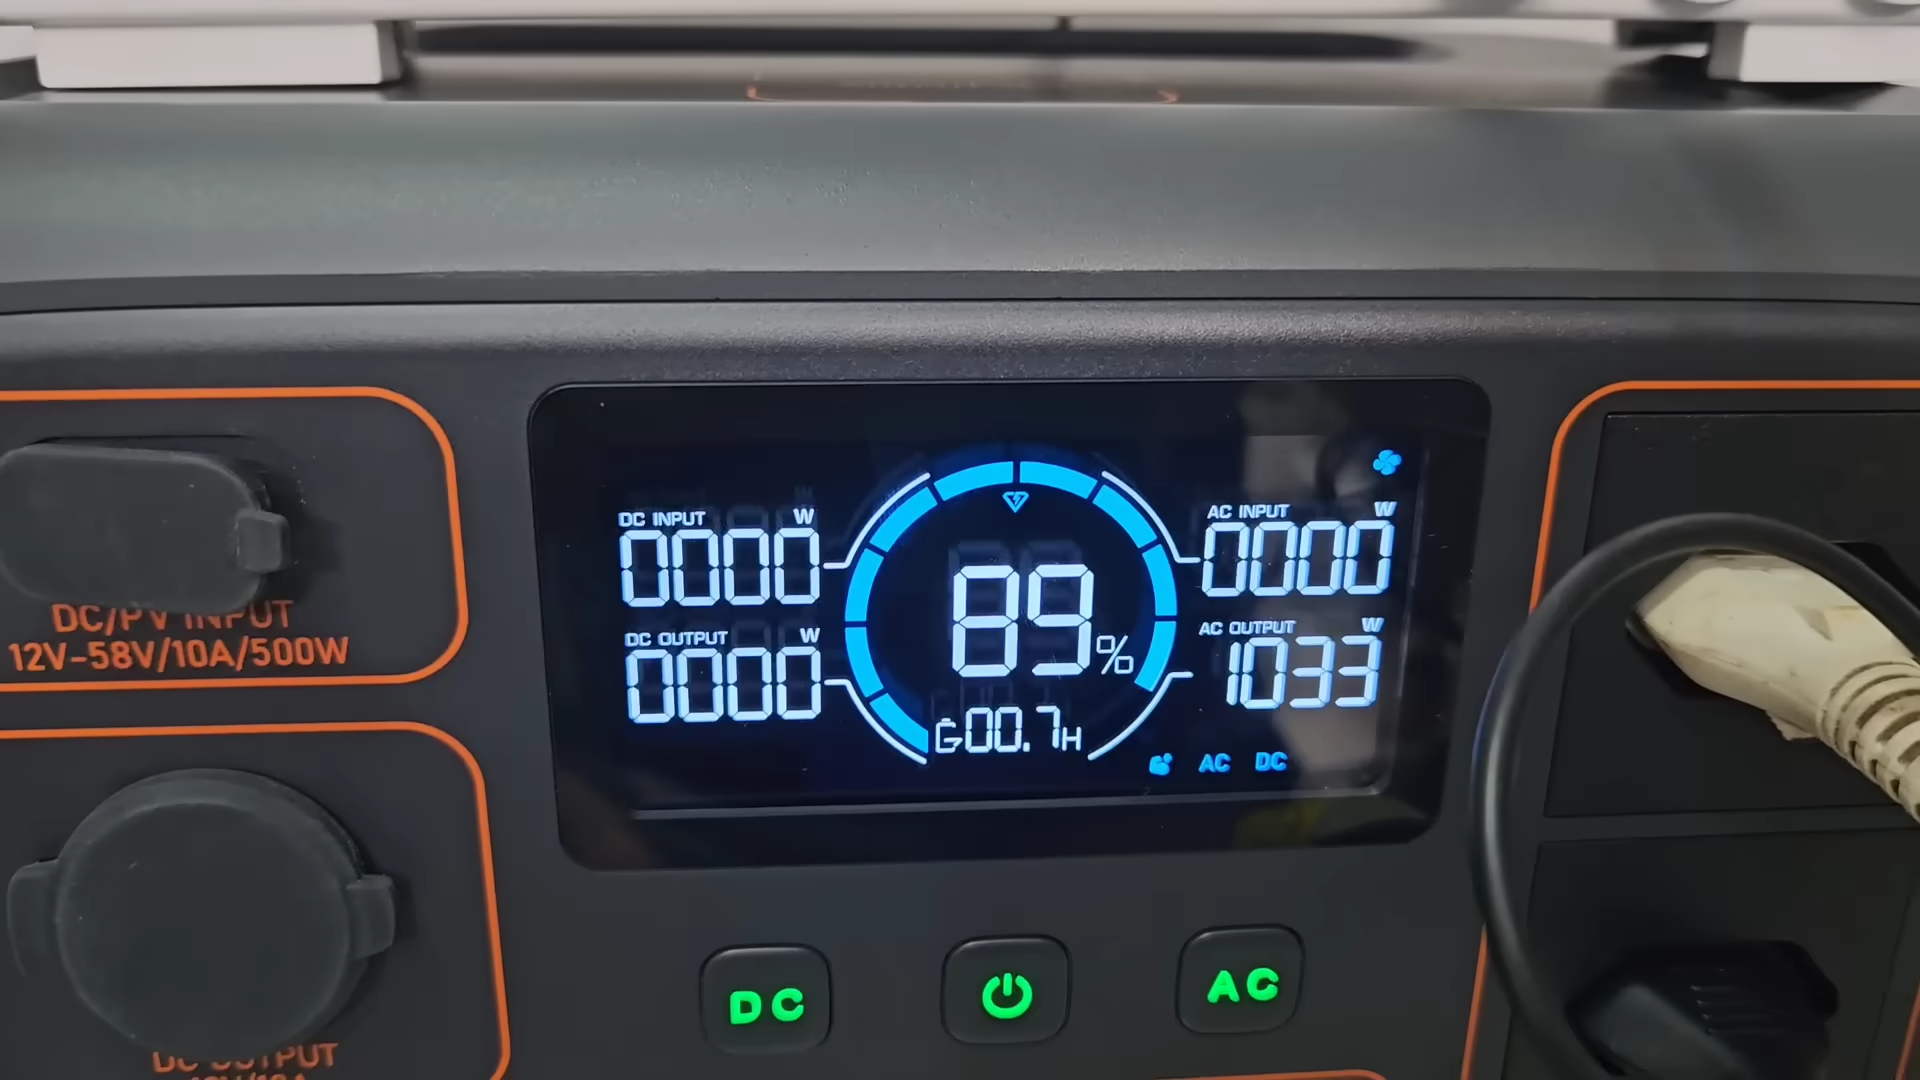 DC INPUT W
0000
DC OUTPUT W
0000
89%
00.7H
AC INPUT W
0000
AC OUTPUT W
1033
AC DC
DC/PV INPUT
12V-58V/10A/500W
DC OUTPUT
DC
AC